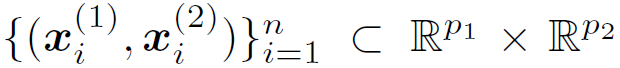 {(𝒙_i^{(1)}, 𝒙_i^{(2)})}_{i=1}^n ⊂ ℝ^{p_1} × ℝ^{p_2}